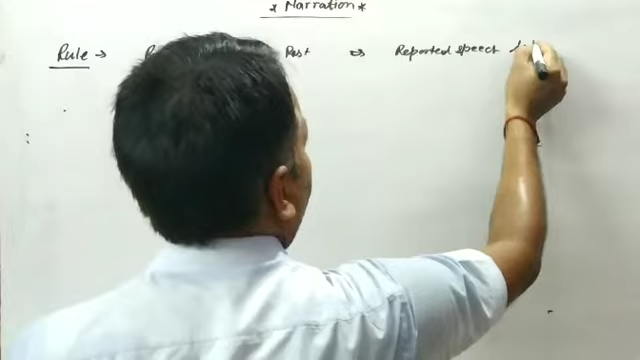 * Narration *
Rule → Past ⇒ Reported speech